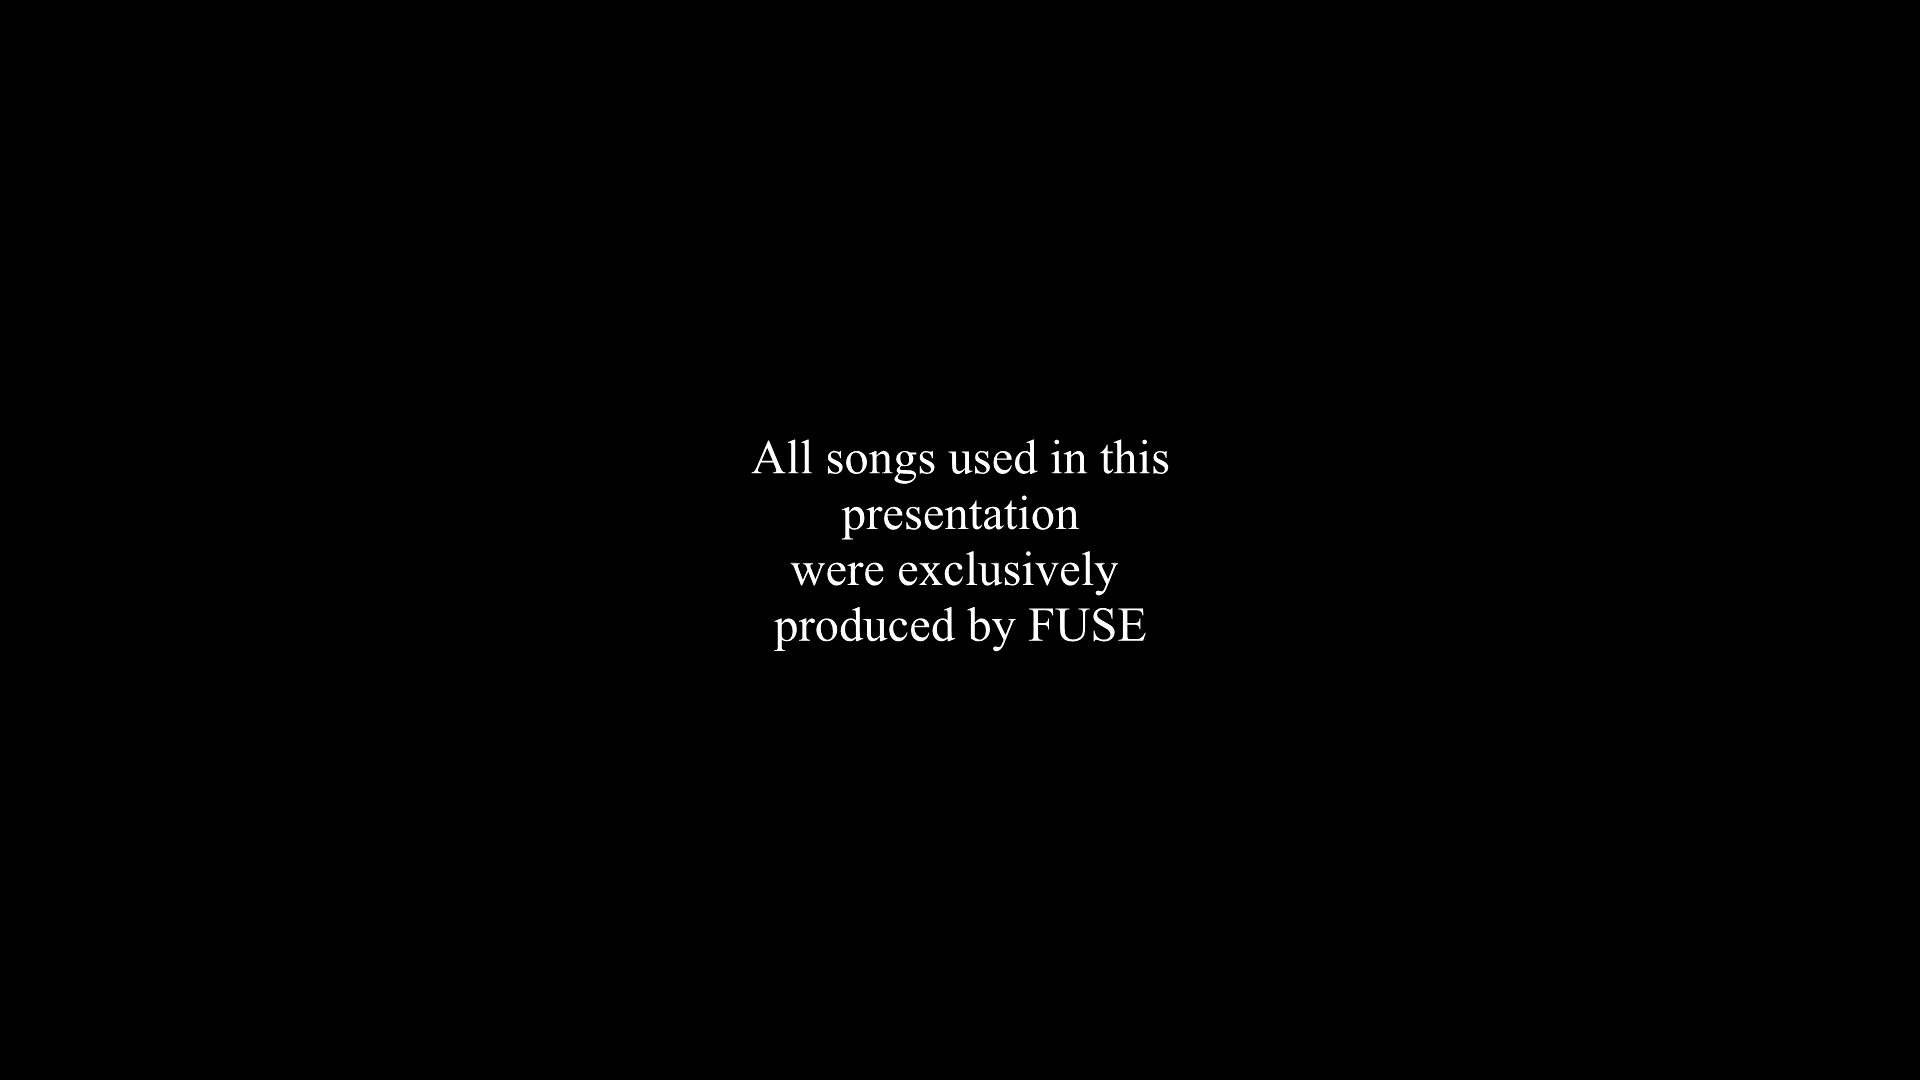 All songs used in this
presentation
were exclusively
produced by FUSE